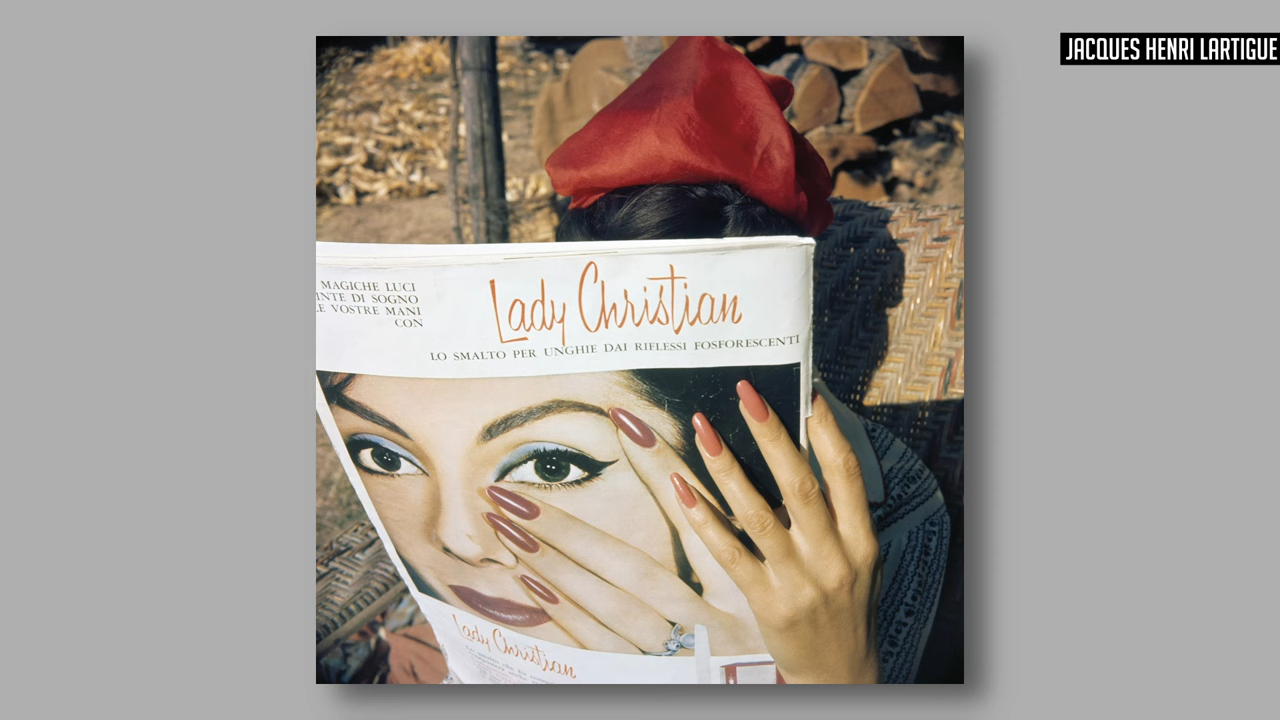 JACQUES HENRI LARTIGUE
MAGICHE LUCI
INTE DI SOGNO
LE VOSTRE MANI
CON
Lady Christian
LO SMALTO PER UNGHIE DAI RIFLESSI FOSFORESCENTI
Lady Christian